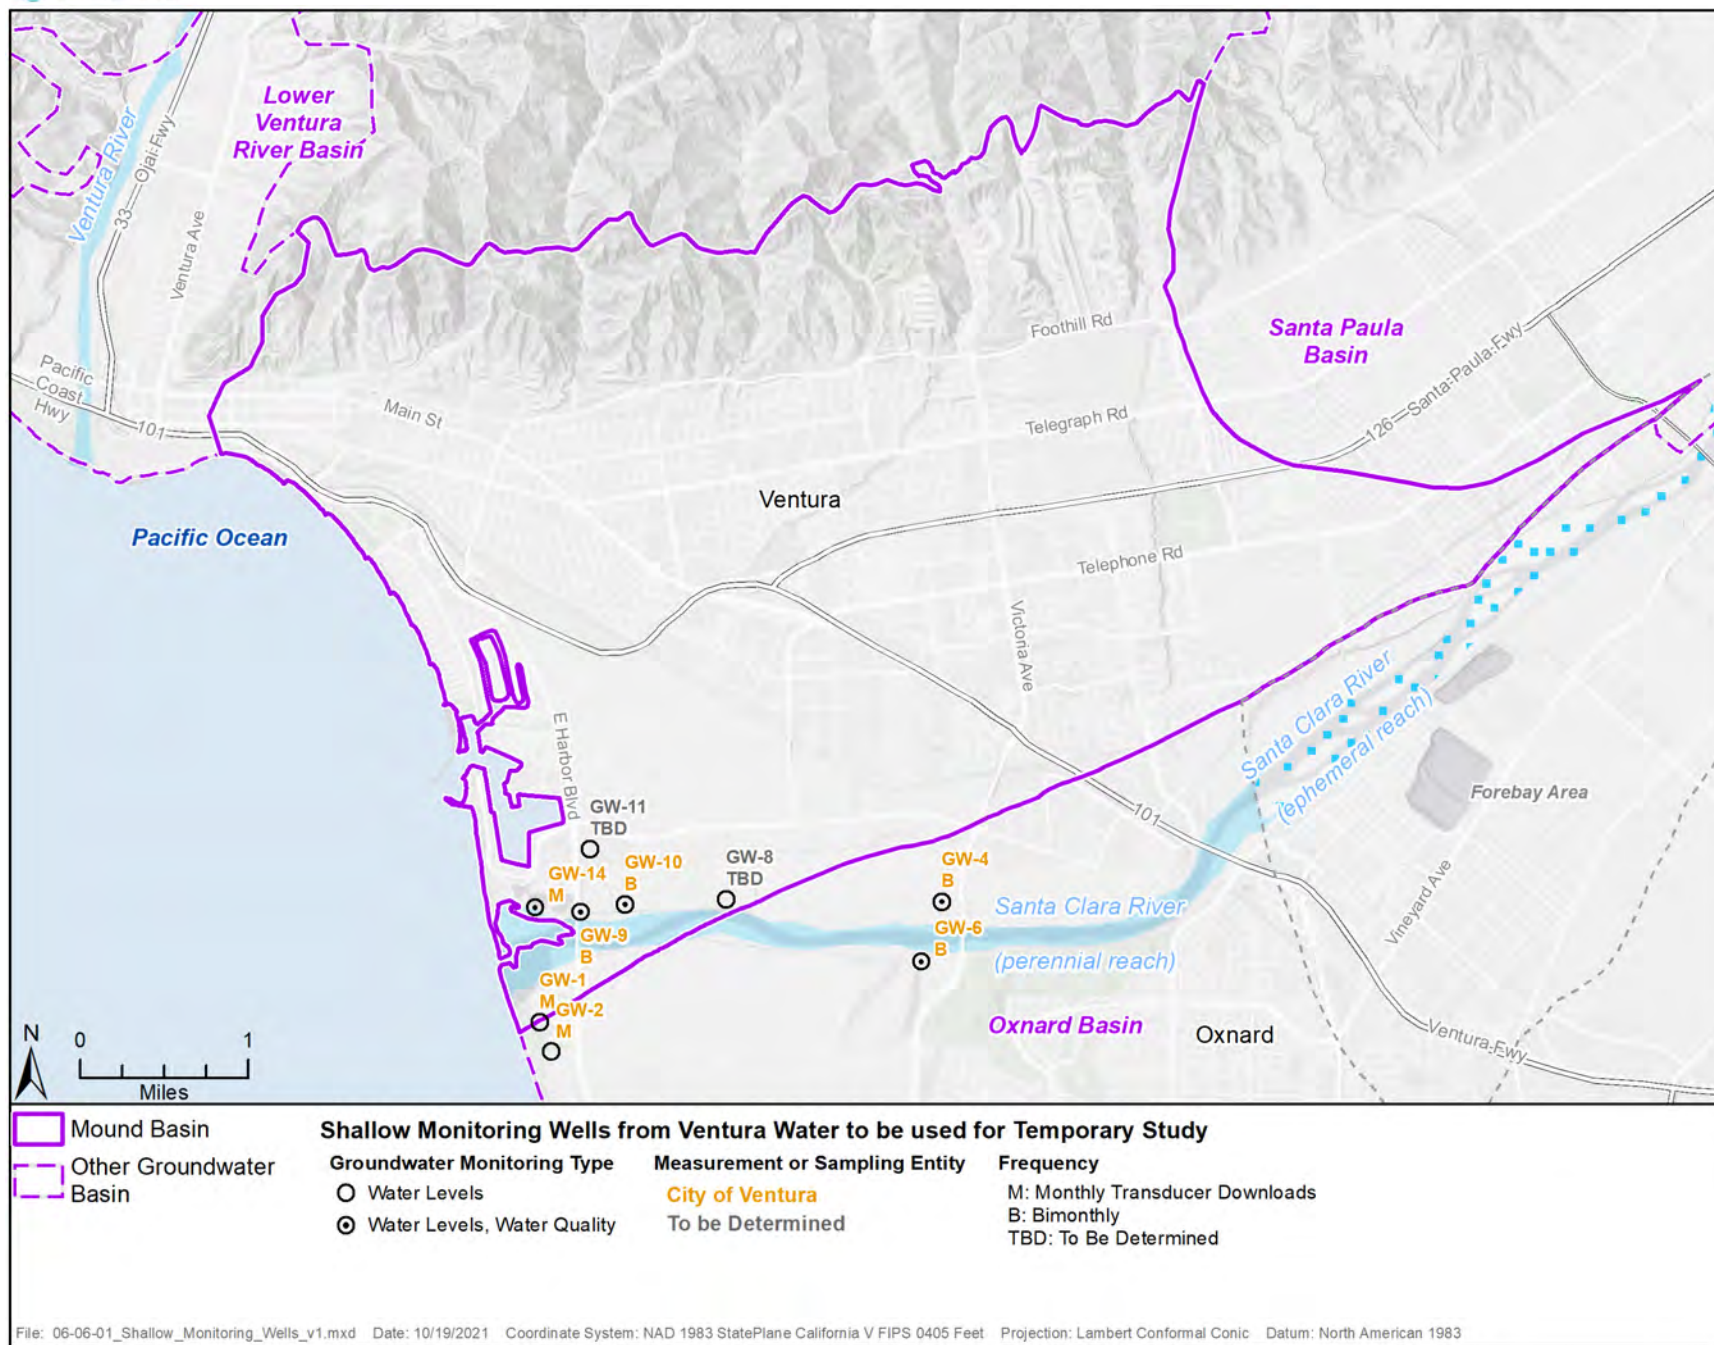 Lower
Ventura
River Basin
Ventura River
33
Ojai Fwy
Ventura Ave
Foothill Rd
Santa Paula
Basin
126
Santa Paula Fwy
Pacific
Coast
Hwy
101
Main St
Telegraph Rd
Ventura
Pacific Ocean
Telephone Rd
Victoria Ave
E Harbor Blvd
Santa Clara River
(ephemeral reach)
Forebay Area
101
GW-11
TBD
GW-14
M
GW-10
B
GW-8
TBD
GW-4
B
GW-9
B
GW-6
B
Santa Clara River
(perennial reach)
Vineyard Ave
GW-1
M
GW-2
M
Oxnard Basin
Oxnard
Ventura Fwy
N
0 1
Miles
Mound Basin
Other Groundwater
Basin
Shallow Monitoring Wells from Ventura Water to be used for Temporary Study
Groundwater Monitoring Type
Water Levels
Water Levels, Water Quality
Measurement or Sampling Entity
City of Ventura
To be Determined
Frequency
M: Monthly Transducer Downloads
B: Bimonthly
TBD: To Be Determined
File: 06-06-01_Shallow_Monitoring_Wells_v1.mxd Date: 10/19/2021 Coordinate System: NAD 1983 StatePlane California V FIPS 0405 Feet Projection: Lambert Conformal Conic Datum: North American 1983